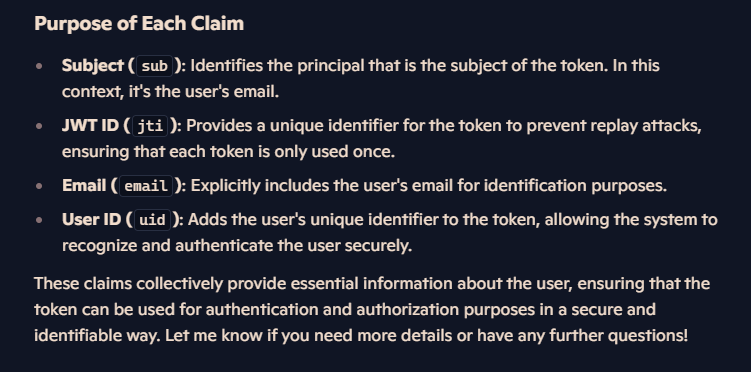 Purpose of Each Claim
• Subject ( sub ): Identifies the principal that is the subject of the token. In this
context, it's the user's email.
• JWT ID ( jti ): Provides a unique identifier for the token to prevent replay attacks,
ensuring that each token is only used once.
• Email ( email ): Explicitly includes the user's email for identification purposes.
• User ID ( uid ): Adds the user's unique identifier to the token, allowing the system to
recognize and authenticate the user securely.
These claims collectively provide essential information about the user, ensuring that the
token can be used for authentication and authorization purposes in a secure and
identifiable way. Let me know if you need more details or have any further questions!